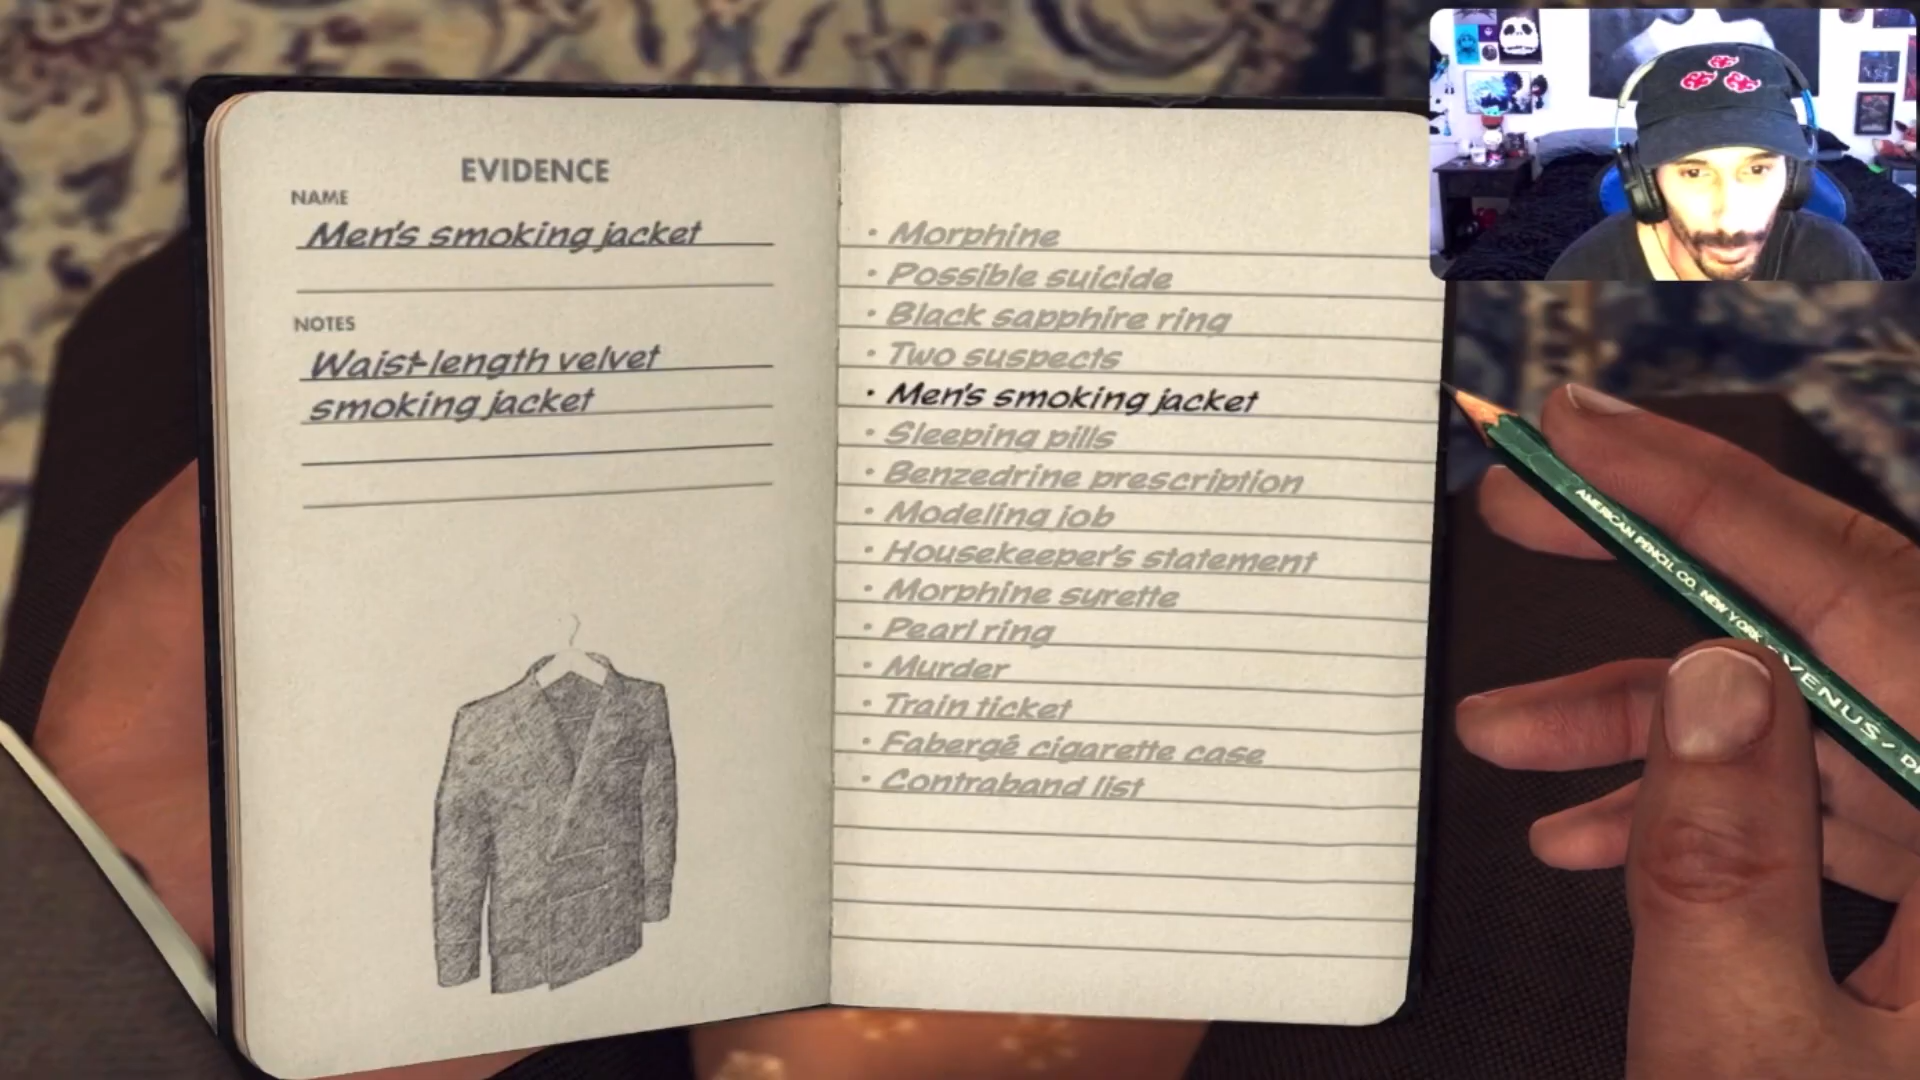 EVIDENCE
NAME
Men's smoking jacket
NOTES
Waist-length velvet
smoking jacket
• Morphine
• Possible suicide
• Black sapphire ring
• Two suspects
• Men's smoking jacket
• Sleeping pills
• Benzedrine prescription
• Modeling job
• Housekeeper's statement
• Morphine syrette
• Pearl ring
• Murder
• Train ticket
• Fabergé cigarette case
• Contraband list
AMERICAN PENCIL CO. NEW YORK
VENUS/